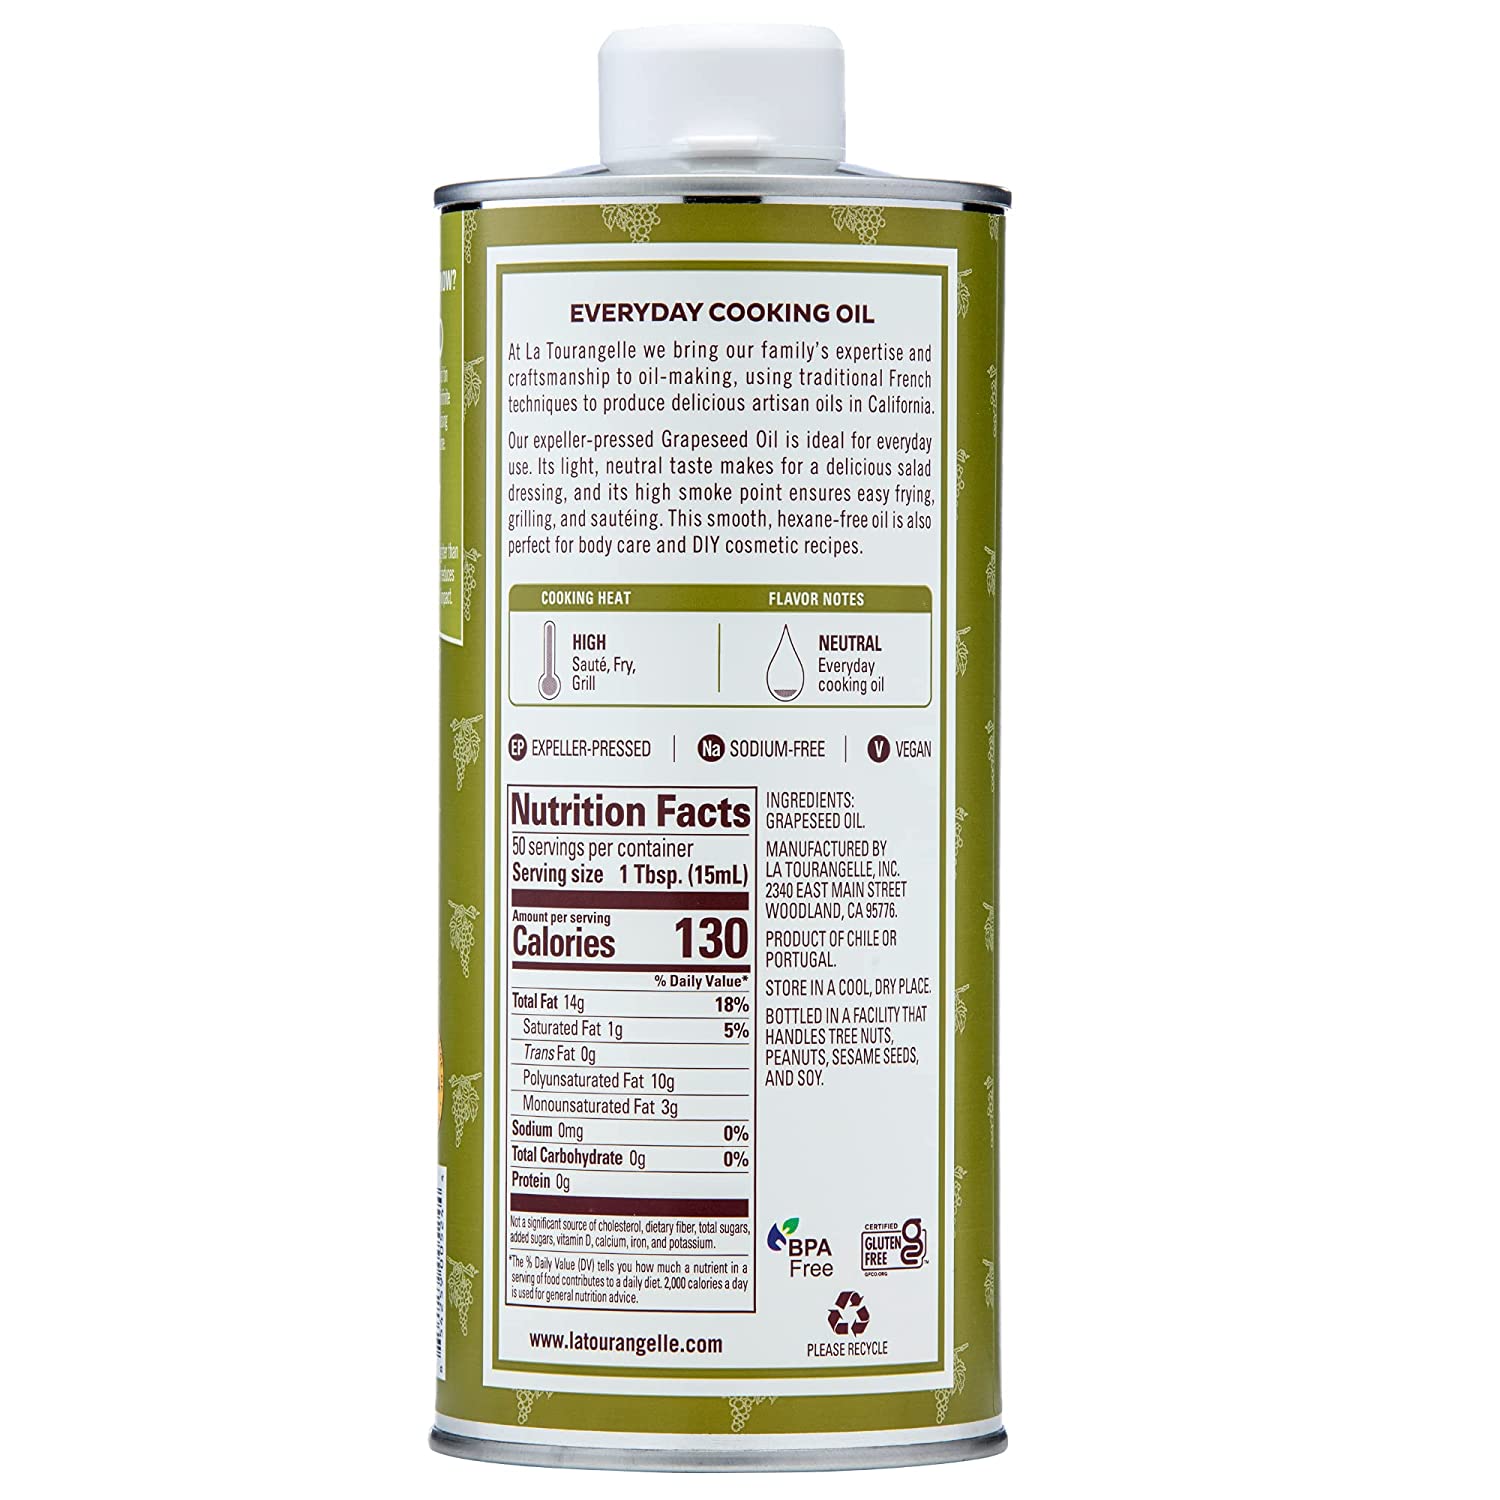 EVERYDAY COOKING OIL
At La Tourangelle we bring our family's expertise and
craftsmanship to oil-making, using traditional French
techniques to produce delicious artisan oils in California.
Our expeller-pressed Grapeseed Oil is ideal for everyday
use. Its light, neutral taste makes for a delicious salad
dressing, and its high smoke point ensures easy frying,
grilling, and sautéing. This smooth, hexane-free oil is also
perfect for body care and DIY cosmetic recipes.
COOKING HEAT
HIGH
Sauté, Fry,
Grill
FLAVOR NOTES
NEUTRAL
Everyday
cooking oil
EP EXPELLER-PRESSED | Na SODIUM-FREE | V VEGAN
Nutrition Facts
50 servings per container
Serving size 1 Tbsp. (15mL)
Amount per serving
Calories 130
% Daily Value*
Total Fat 14g 18%
Saturated Fat 1g 5%
Trans Fat 0g
Polyunsaturated Fat 10g
Monounsaturated Fat 3g
Sodium 0mg 0%
Total Carbohydrate 0g 0%
Protein 0g
Not a significant source of cholesterol, dietary fiber, total sugars,
added sugars, vitamin D, calcium, iron, and potassium.
*The % Daily Value (DV) tells you how much a nutrient in a
serving of food contributes to a daily diet. 2,000 calories a day
is used for general nutrition advice.
www.latourangelle.com
INGREDIENTS:
GRAPESEED OIL.
MANUFACTURED BY
LA TOURANGELLE, INC.
2340 EAST MAIN STREET
WOODLAND, CA 95776.
PRODUCT OF CHILE OR
PORTUGAL.
STORE IN A COOL, DRY PLACE.
BOTTLED IN A FACILITY THAT
HANDLES TREE NUTS,
PEANUTS, SESAME SEEDS,
AND SOY.
BPA
Free
CERTIFIED
GLUTEN
FREE
GFCO.ORG
TM
PLEASE RECYCLE